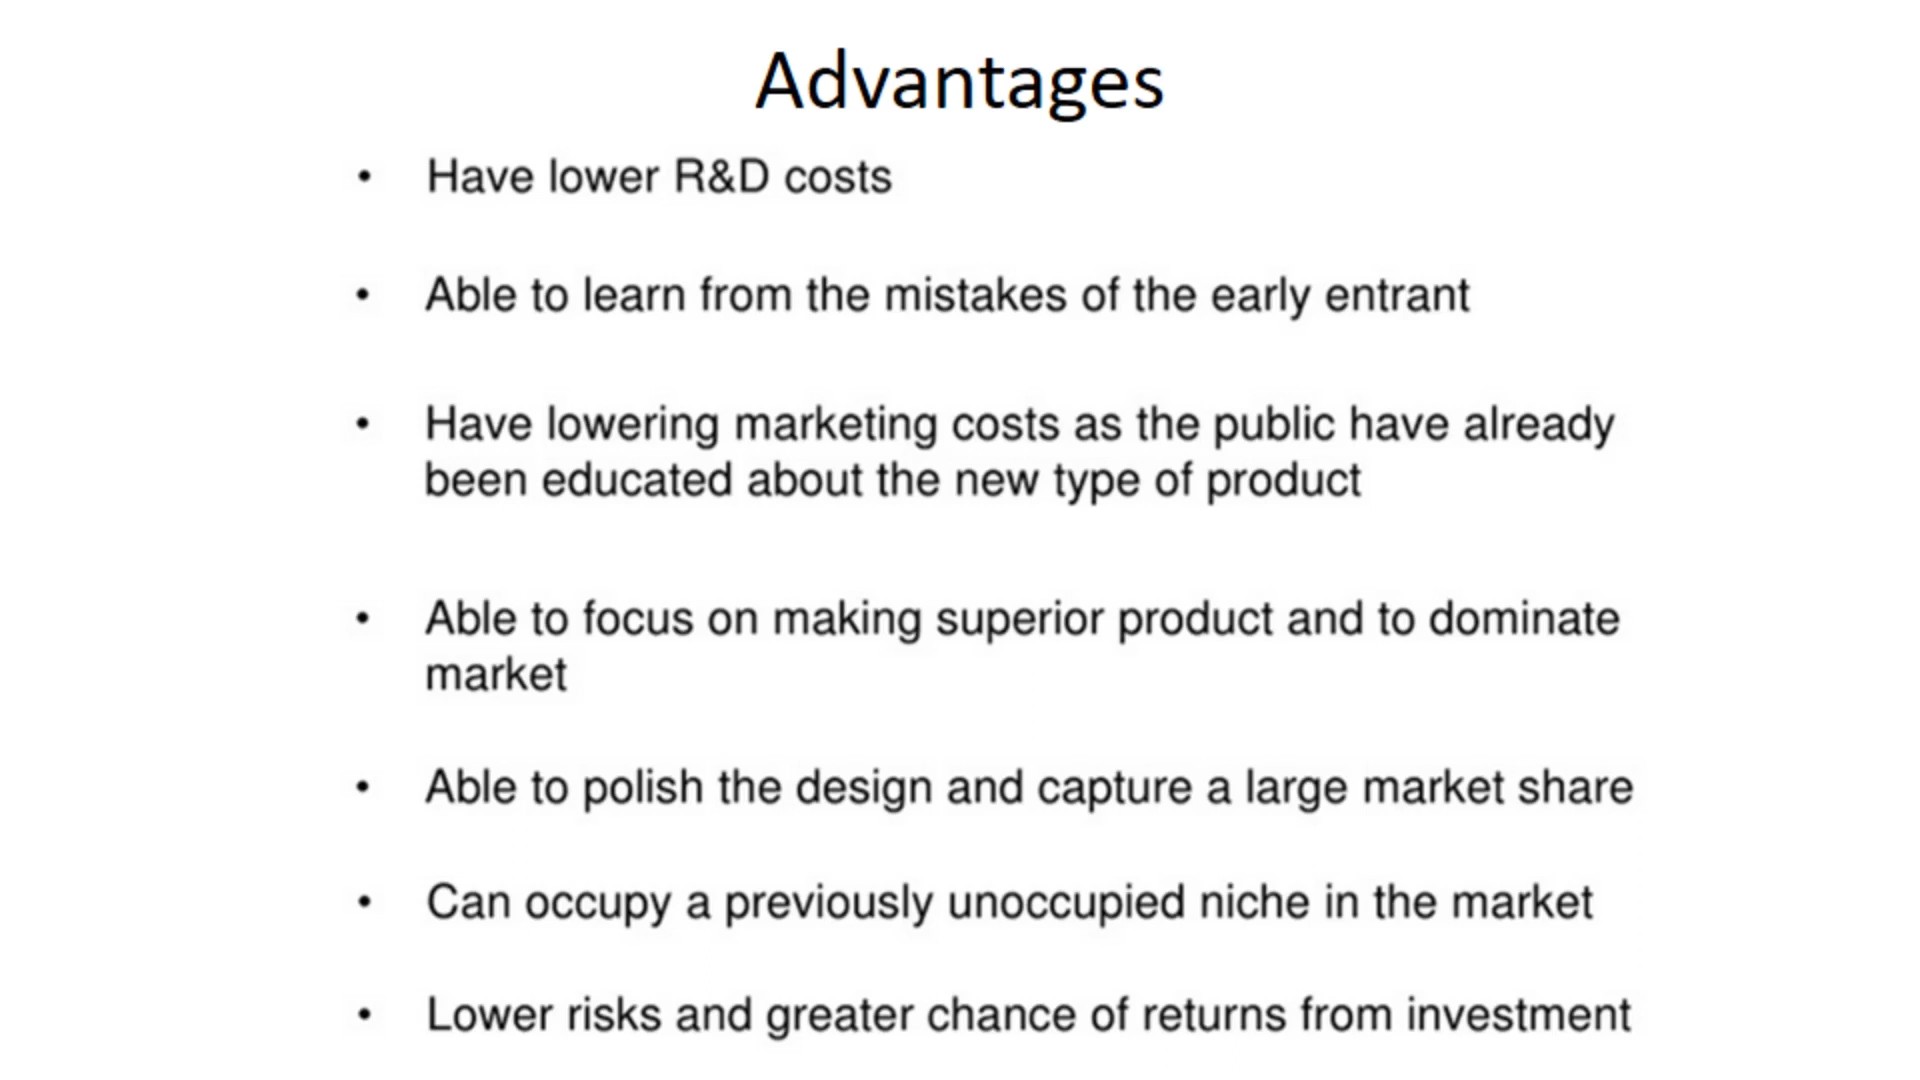 Advantages
• Have lower R&D costs
• Able to learn from the mistakes of the early entrant
• Have lowering marketing costs as the public have already
been educated about the new type of product
• Able to focus on making superior product and to dominate
market
• Able to polish the design and capture a large market share
• Can occupy a previously unoccupied niche in the market
• Lower risks and greater chance of returns from investment